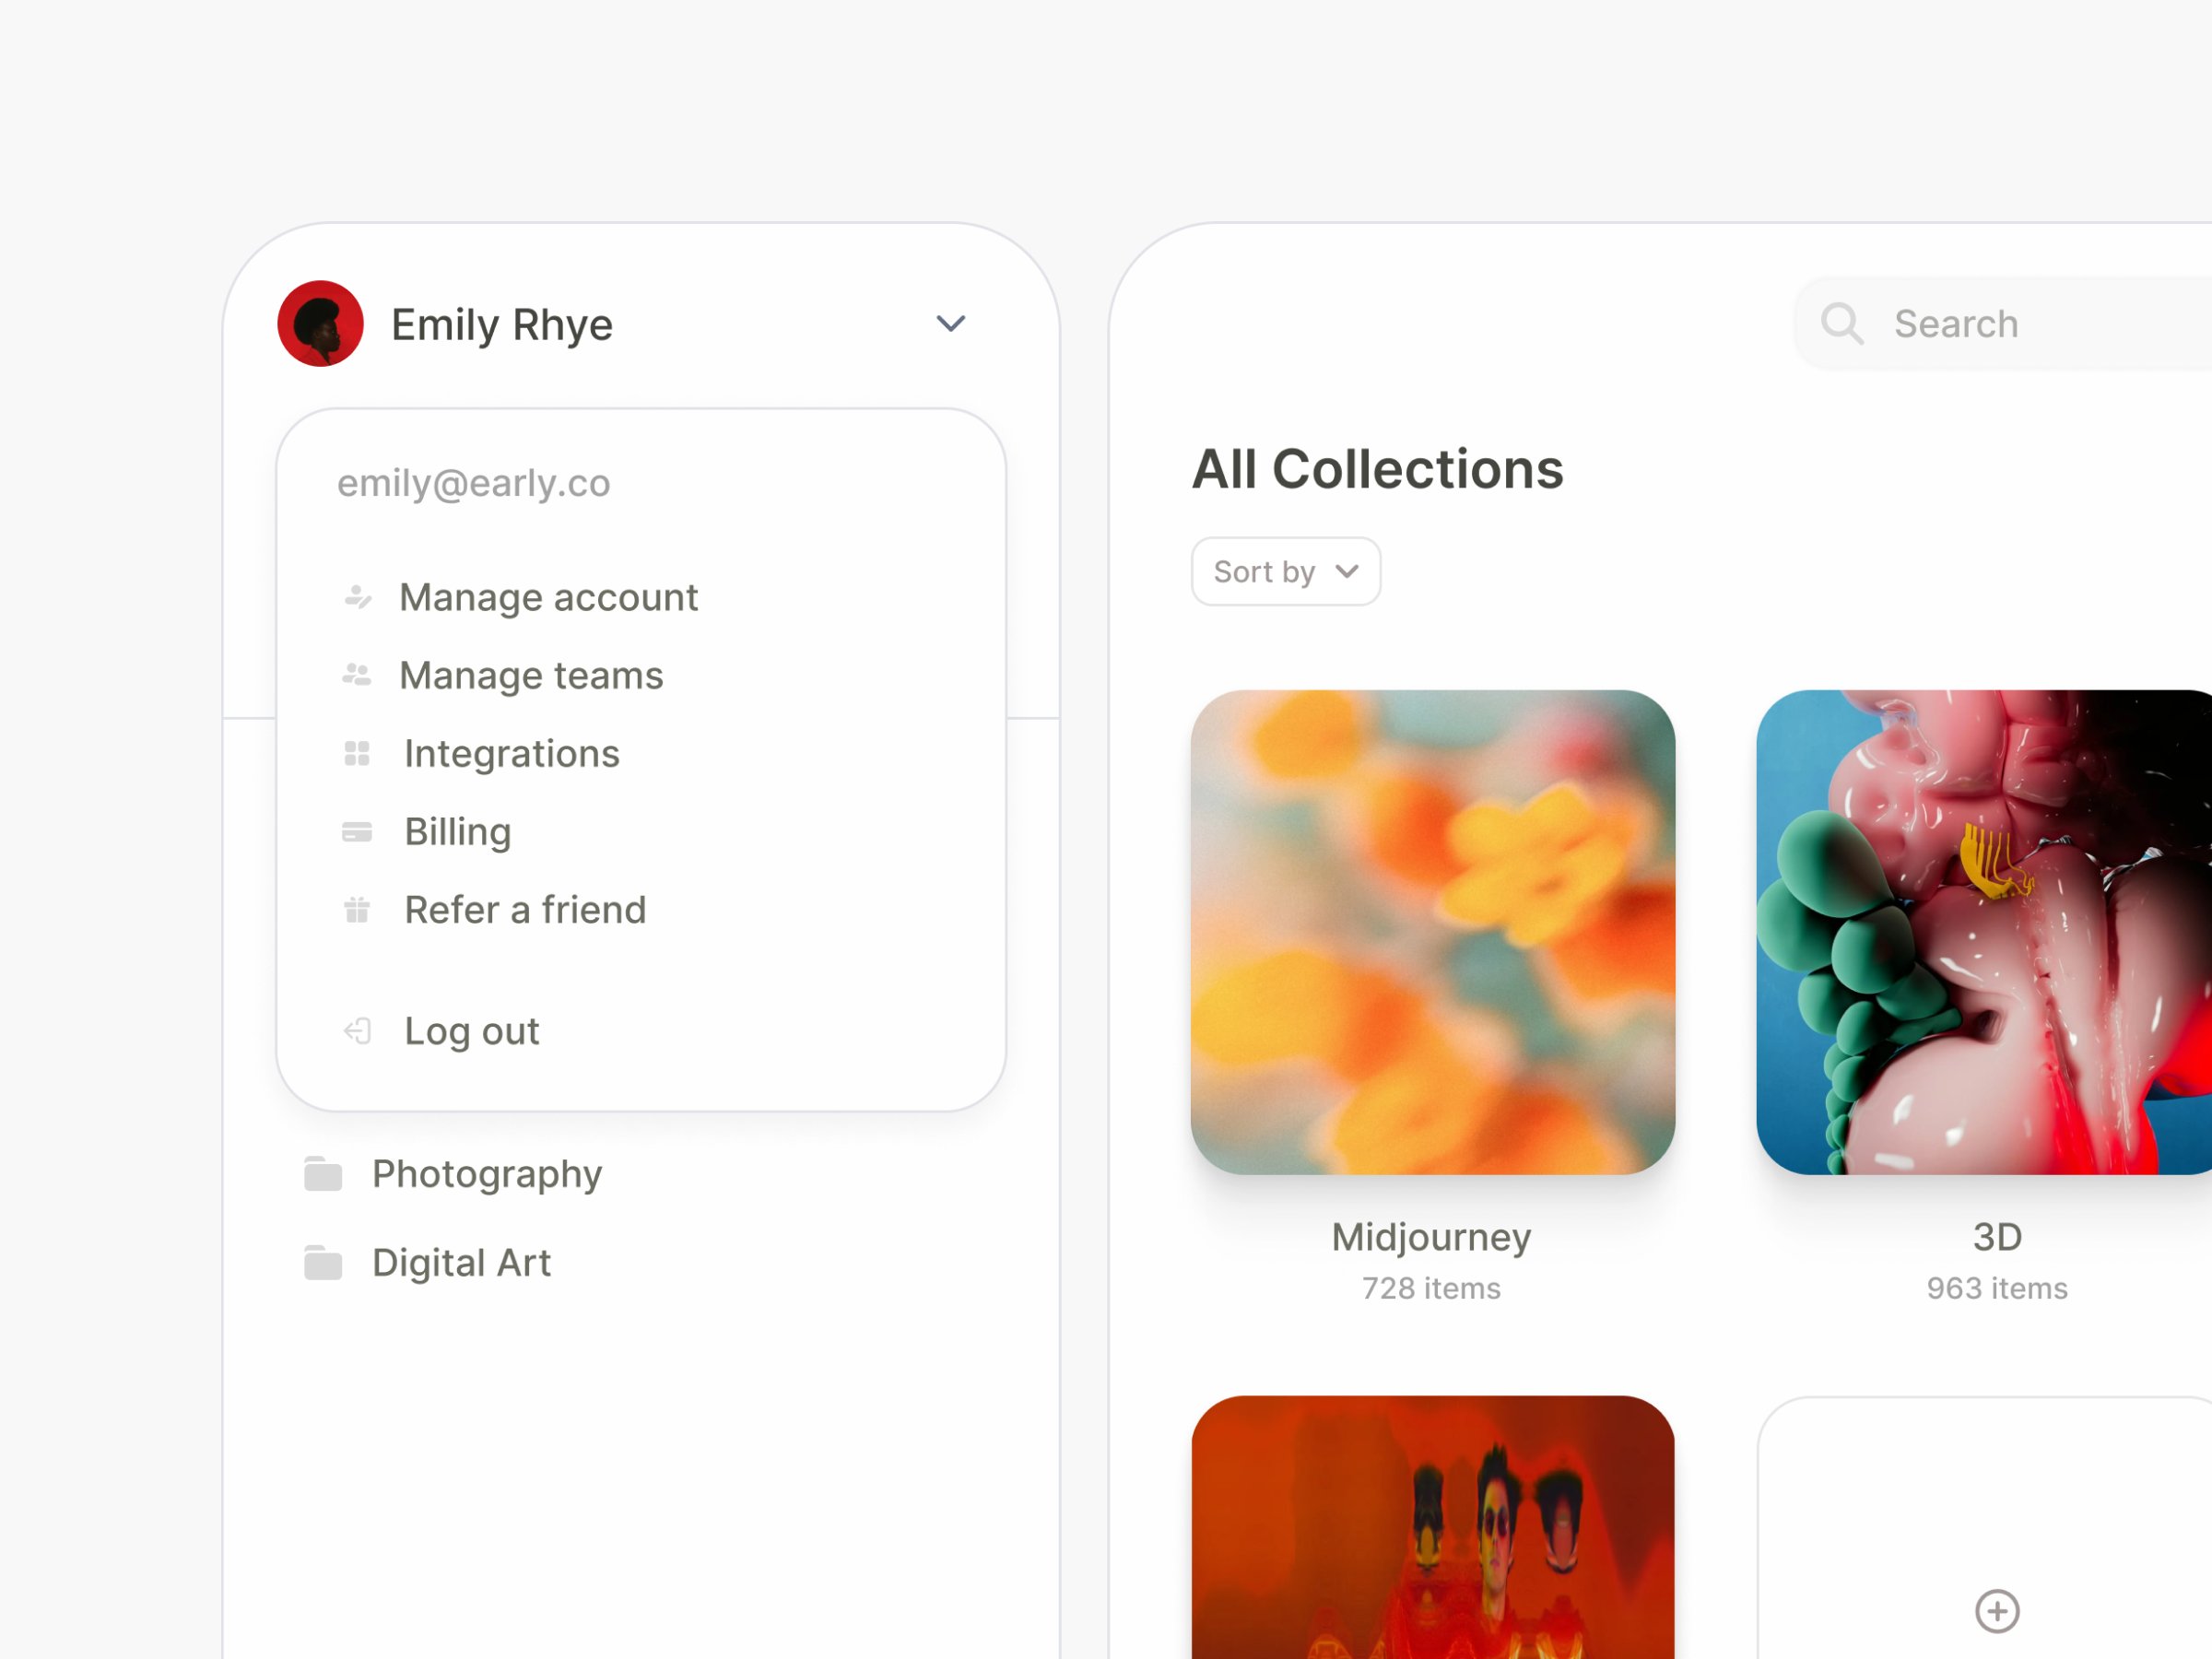 Emily Rhye
emily@early.co
Manage account
Manage teams
Integrations
Billing
Refer a friend
Log out
Photography
Digital Art
Search
All Collections
Sort by
Midjourney
728 items
3D
963 items